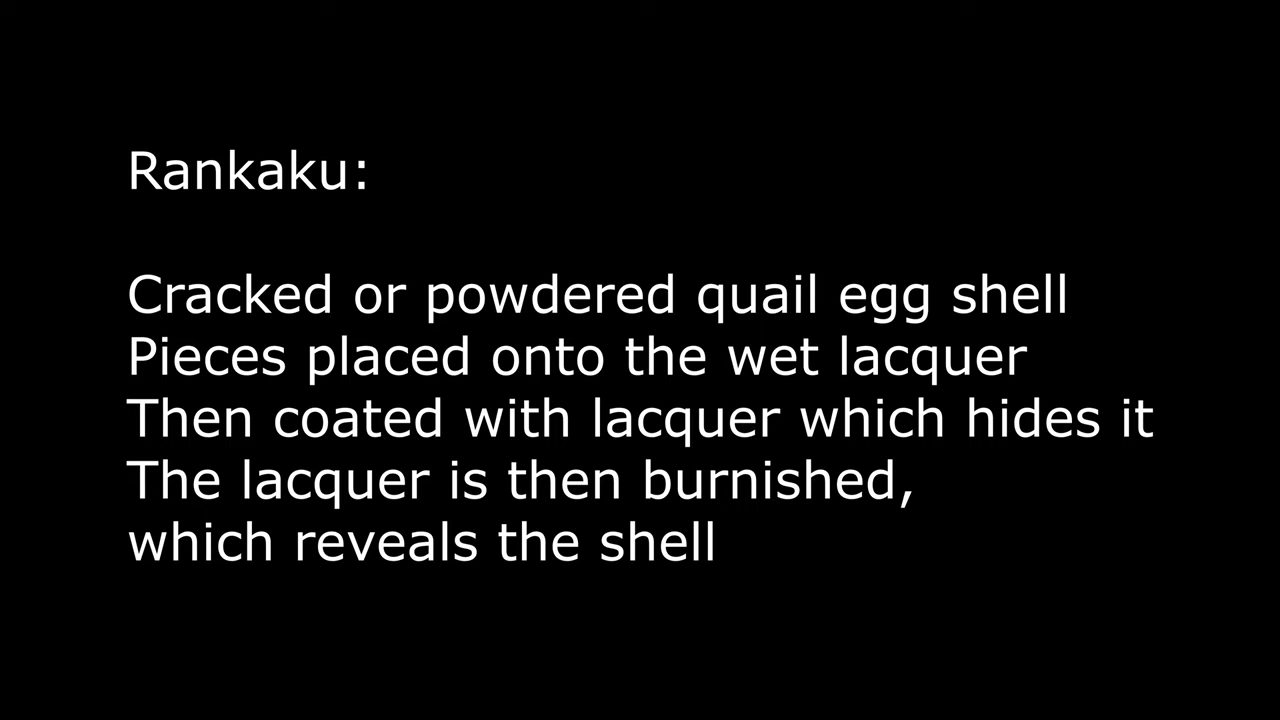 Rankaku:
Cracked or powdered quail egg shell
Pieces placed onto the wet lacquer
Then coated with lacquer which hides it
The lacquer is then burnished,
which reveals the shell